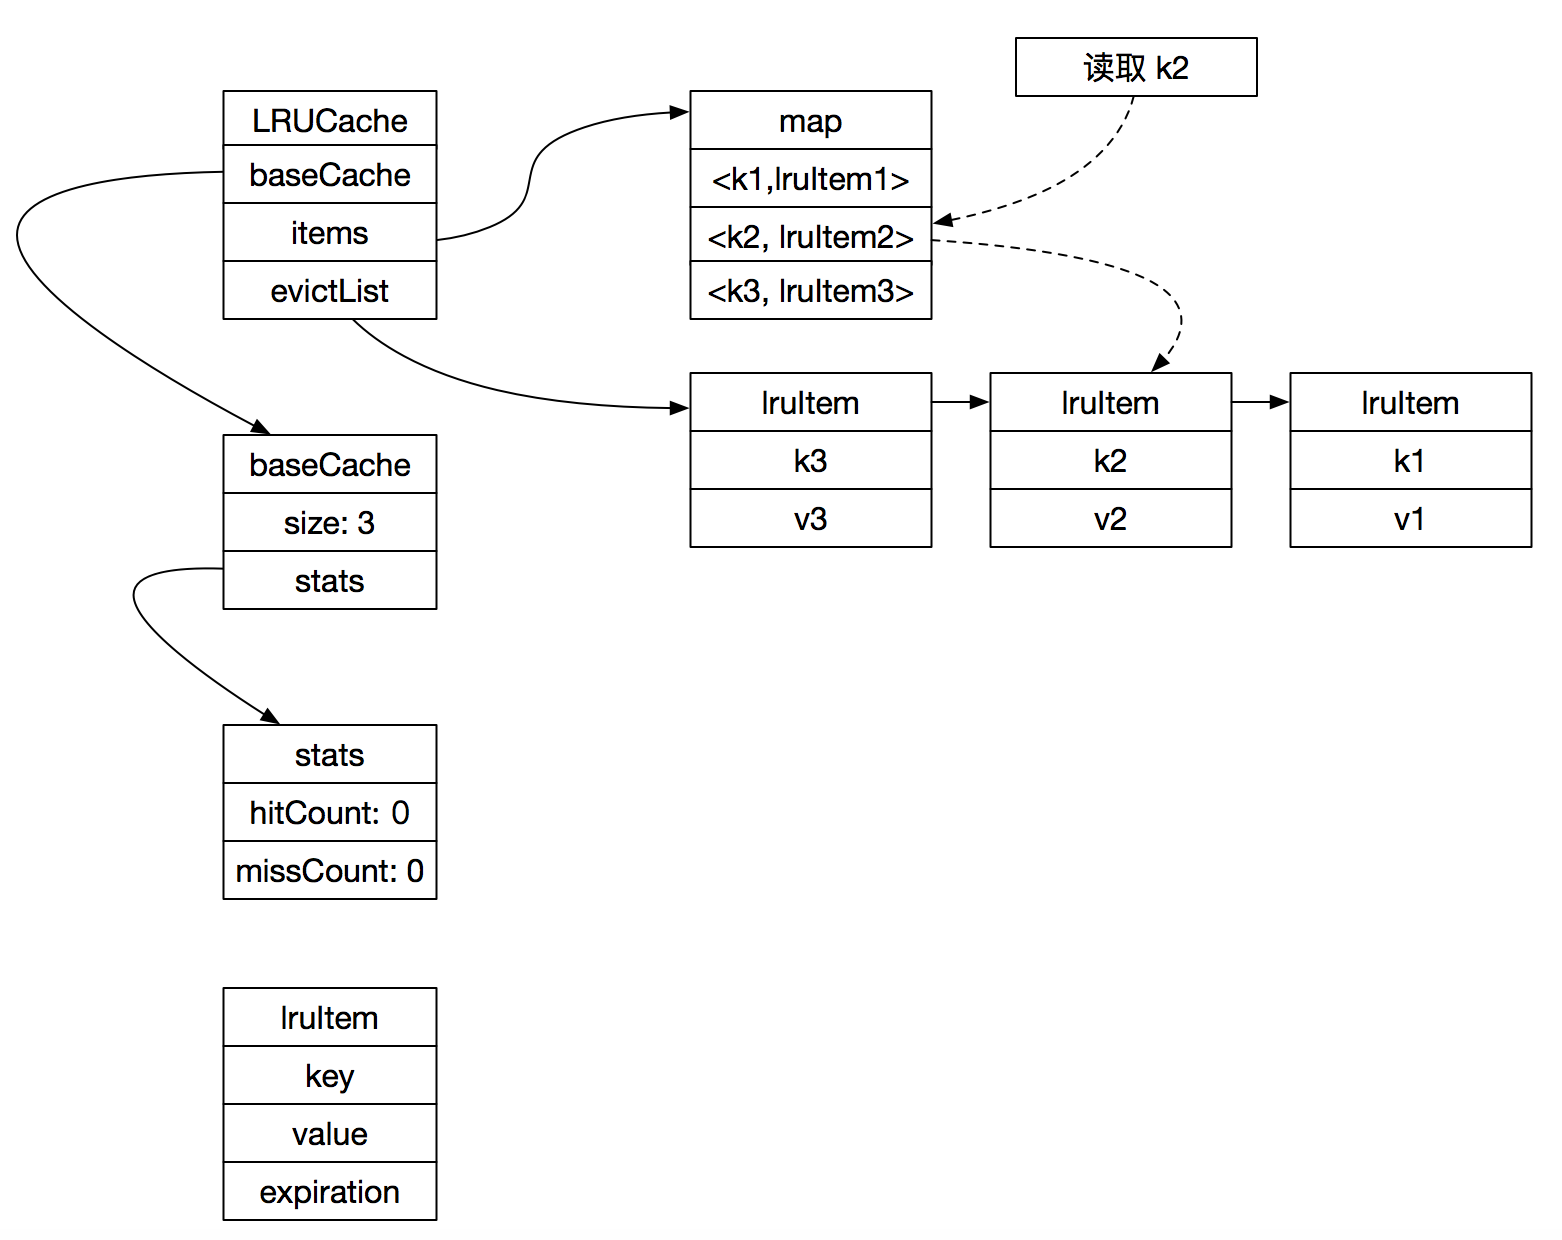 读取 k2
LRUCache
baseCache
items
evictList
map
<k1,lruItem1>
<k2, lruItem2>
<k3, lruItem3>
lruItem
k3
v3
lruItem
k2
v2
lruItem
k1
v1
baseCache
size: 3
stats
stats
hitCount: 0
missCount: 0
lruItem
key
value
expiration